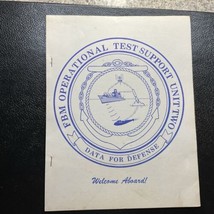 FBM OPERATIONAL TEST SUPPORT UNIT TWO
DATA FOR DEFENSE
Welcome Aboard!